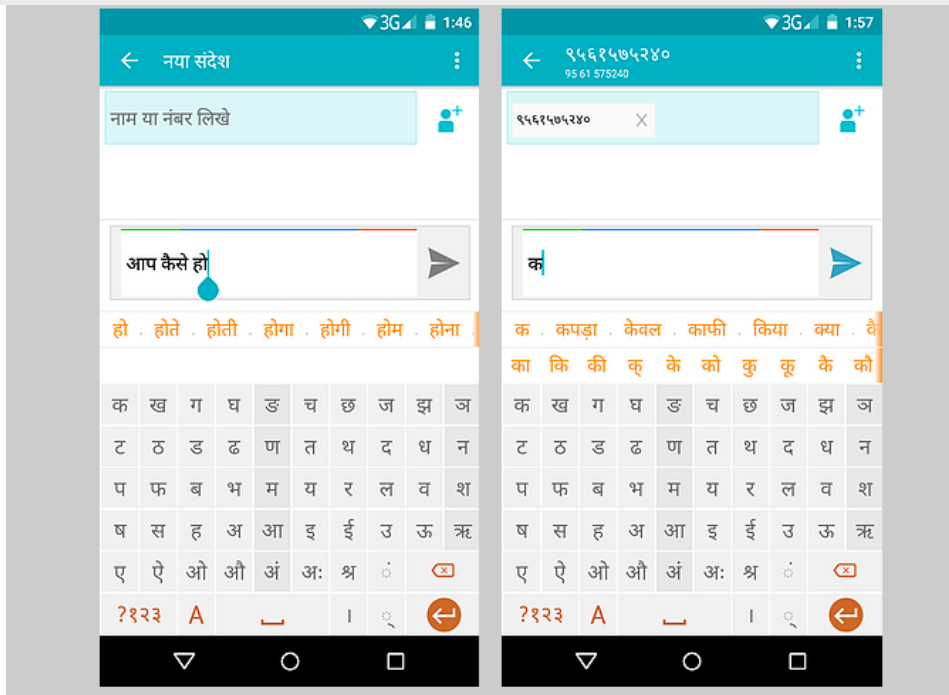 3G 1:46
नया संदेश
नाम या नंबर लिखे
आप कैसे हो
हो . होते . होती . होगा . होगी . होम . होना .
क ख ग घ ङ च छ ज झ ञ
ट ठ ड ढ ण त थ द ध न
प फ ब भ म य र ल व श
ष स ह अ आ इ ई उ ऊ ऋ
ए ऐ ओ औ अं अः श्र ं
?१२३ A । ्
3G 1:57
९५६१५७५२४०
95 61 575240
९५६१५७५२४० X
क
क . कपड़ा . केवल . काफी . किया . क्या . कै
का कि की क् के को कु कू कै कौ
क ख ग घ ङ च छ ज झ ञ
ट ठ ड ढ ण त थ द ध न
प फ ब भ म य र ल व श
ष स ह अ आ इ ई उ ऊ ऋ
ए ऐ ओ औ अं अः श्र ं
?१२३ A । ्